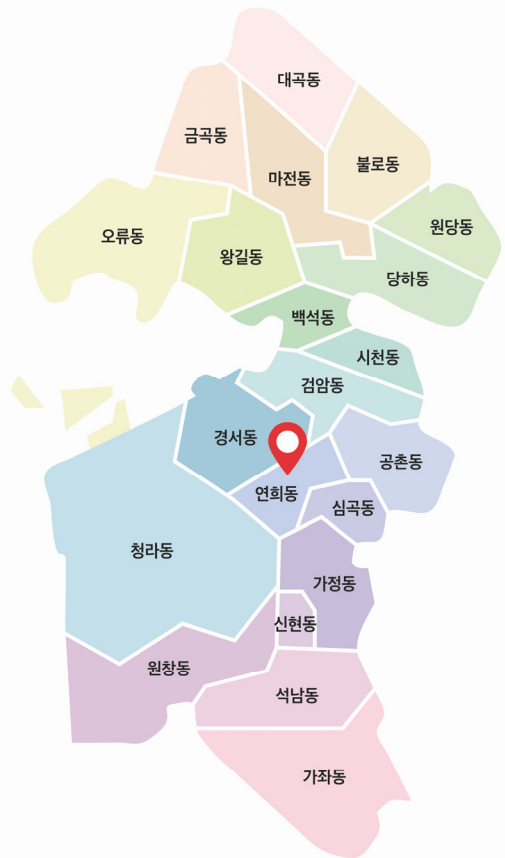 대곡동
금곡동
마전동
불로동
오류동
왕길동
원당동
당하동
백석동
시천동
검암동
경서동
공촌동
연희동
심곡동
청라동
가정동
신현동
원창동
석남동
가좌동